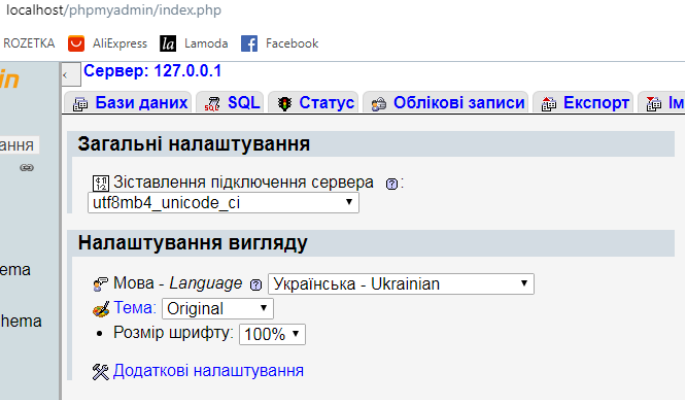 localhost/phpmyadmin/index.php
ROZETKA AliExpress la Lamoda f Facebook
in
Сервер: 127.0.0.1
Бази даних SQL Статус Облікові записи Експорт Ім
ання
Загальні налаштування
Зіставлення підключення сервера :
utf8mb4_unicode_ci
Налаштування вигляду
ema
Мова - Language Українська - Ukrainian
Тема: Original
hema
• Розмір шрифту: 100%
Додаткові налаштування